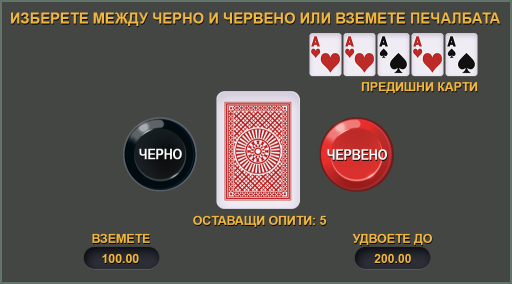 ИЗБЕРЕТЕ МЕЖДУ ЧЕРНО И ЧЕРВЕНО ИЛИ ВЗЕМЕТЕ ПЕЧАЛБАТА
A A A A A
ПРЕДИШНИ КАРТИ
ЧЕРНО ЧЕРВЕНО
ОСТАВАЩИ ОПИТИ: 5
ВЗЕМЕТЕ УДВОЕТЕ ДО
100.00 200.00